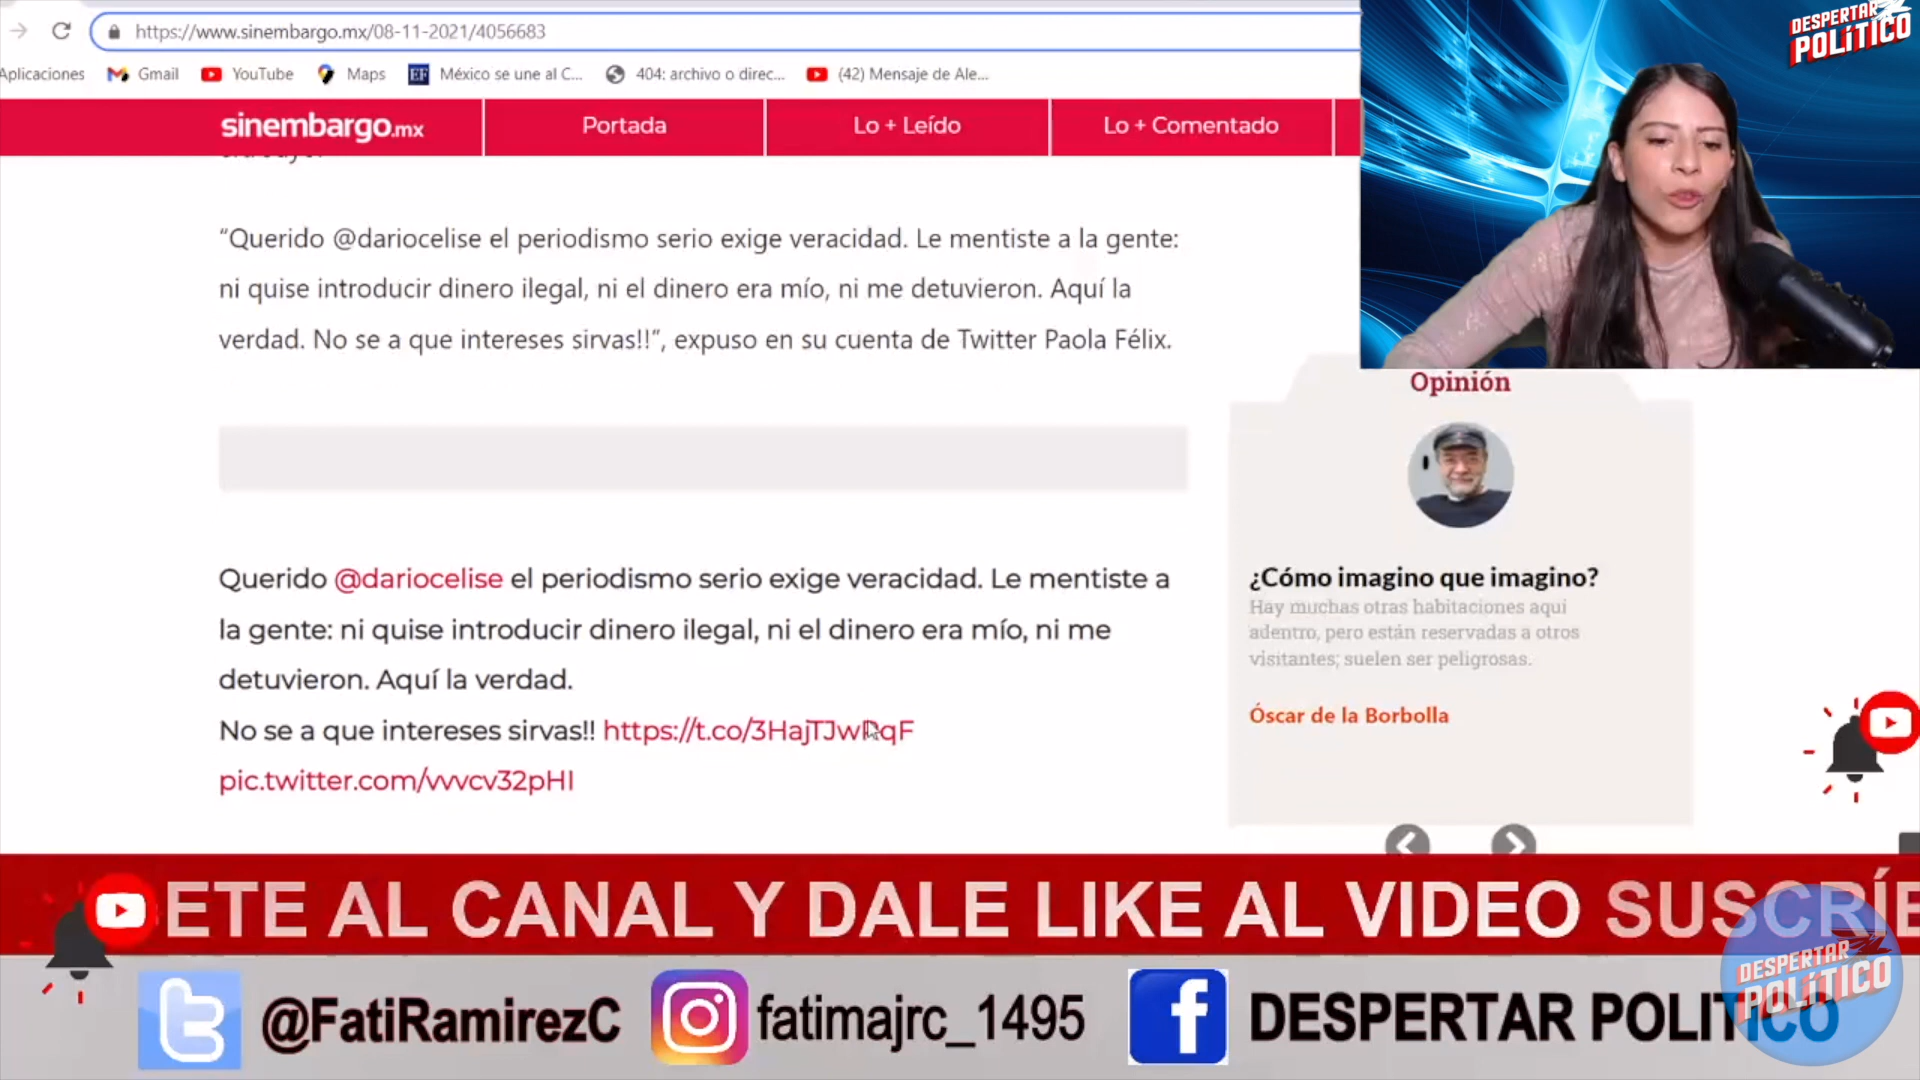 https://www.sinembargo.mx/08-11-2021/4056683
DESPERTAR
POLÍTICO
Aplicaciones
Gmail
YouTube
Maps
EF
México se une al C...
404: archivo o direc...
(42) Mensaje de Ale...
sinembargo.mx
Portada
Lo + Leído
Lo + Comentado
“Querido @dariocelise el periodismo serio exige veracidad. Le mentiste a la gente:
ni quise introducir dinero ilegal, ni el dinero era mío, ni me detuvieron. Aquí la
verdad. No se a que intereses sirvas!!”, expuso en su cuenta de Twitter Paola Félix.
Opinión
¿Cómo imagino que imagino?
Hay muchas otras habitaciones aquí
adentro, pero están reservadas a otros
visitantes; suelen ser peligrosas.
Óscar de la Borbolla
Querido @dariocelise el periodismo serio exige veracidad. Le mentiste a
la gente: ni quise introducir dinero ilegal, ni el dinero era mío, ni me
detuvieron. Aquí la verdad.
No se a que intereses sirvas!!
pic.twitter.com/vvvcv32pHI
ETE AL CANAL Y DALE LIKE AL VIDEO SUSCRÍE
@FatiRamirezC
fatimajrc_1495
DESPERTAR POLITICO
DESPERTAR
POLÍTICO